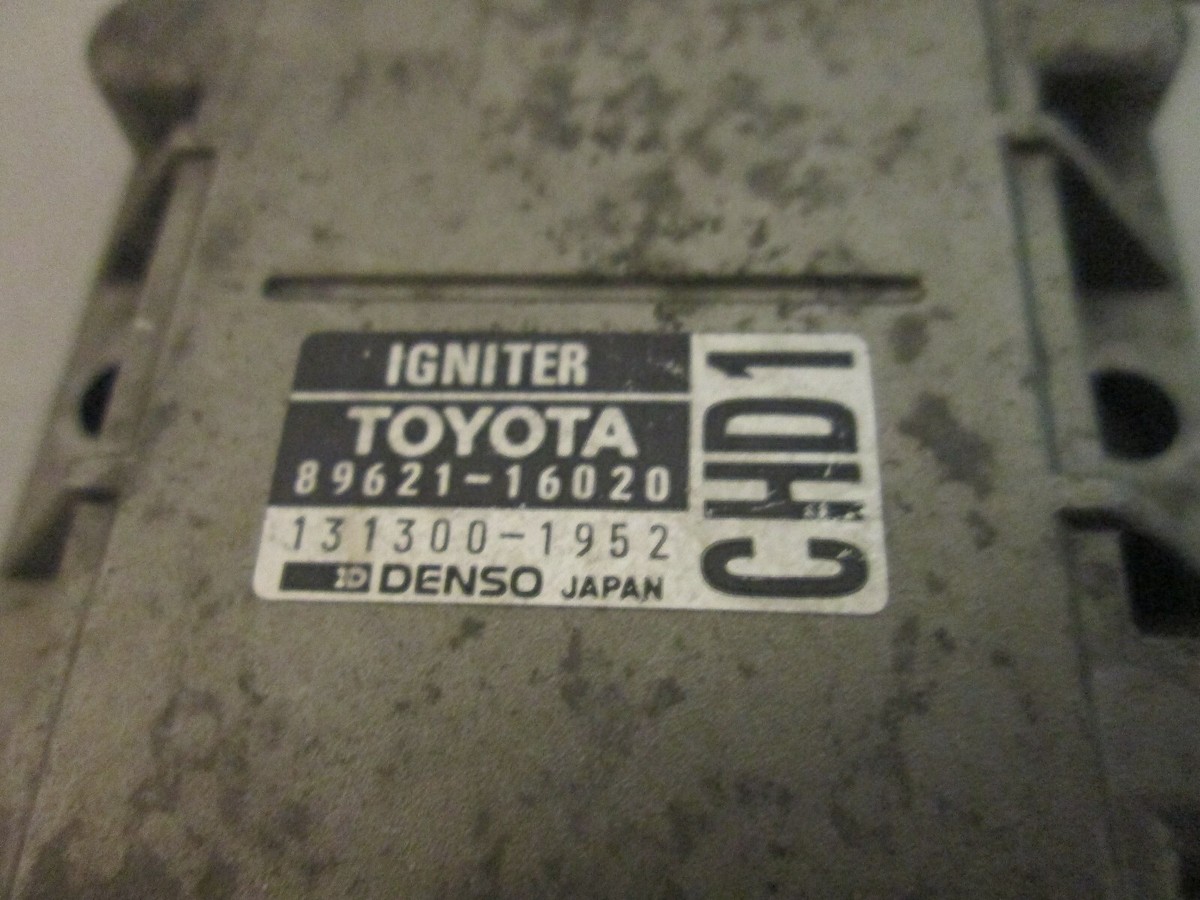 IGNITER
TOYOTA
89621-16020
131300-1952
DENSO JAPAN
CHD1